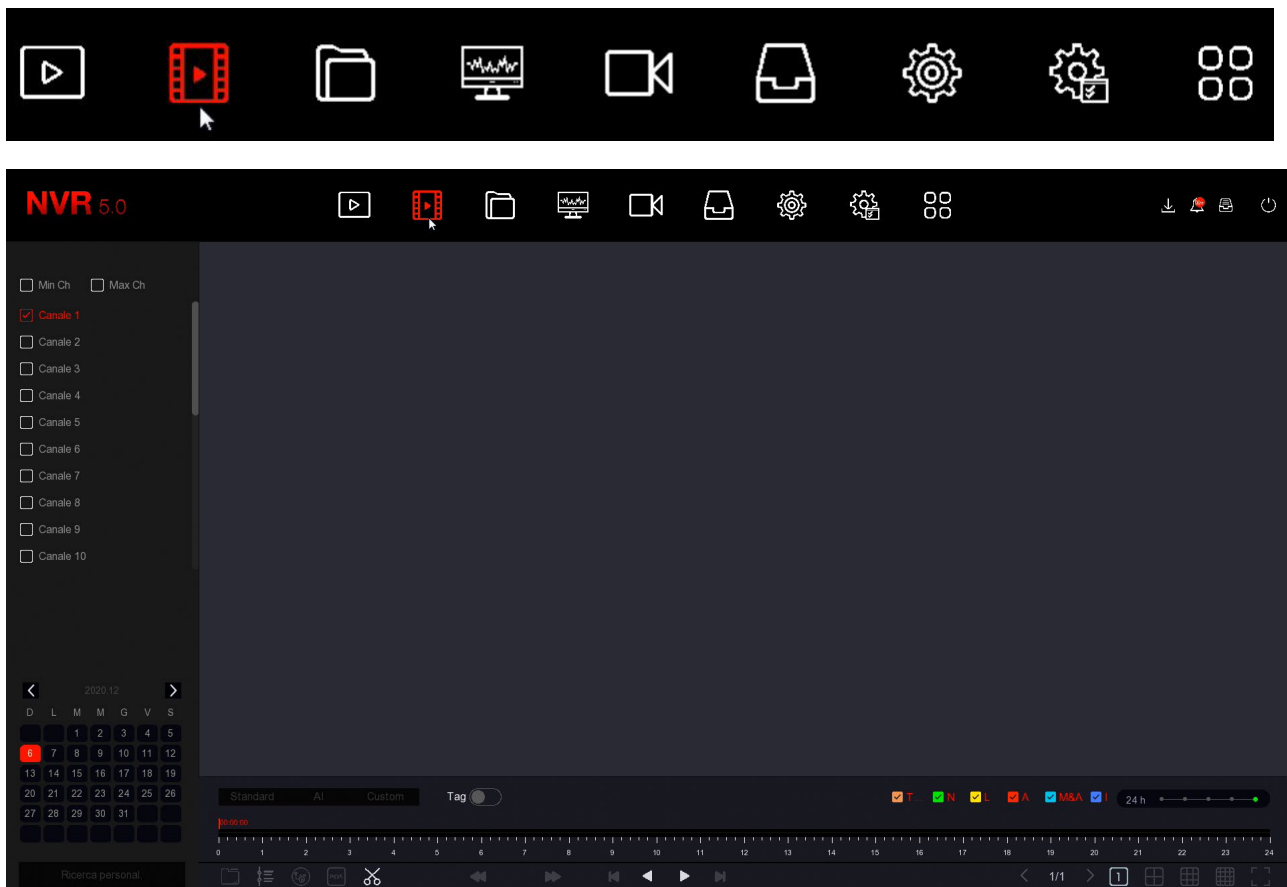 NVR 5.0
Min Ch Max Ch
Canale 1
Canale 2
Canale 3
Canale 4
Canale 5
Canale 6
Canale 7
Canale 8
Canale 9
Canale 10
2020.12
D L M M G V S
1 2 3 4 5
6 7 8 9 10 11 12
13 14 15 16 17 18 19
20 21 22 23 24 25 26
27 28 29 30 31
Ricerca personal.
Standard AI Custom Tag T... N L A M&A I 24 h
00:00:00
0 1 2 3 4 5 6 7 8 9 10 11 12 13 14 15 16 17 18 19 20 21 22 23 24
1/1 1